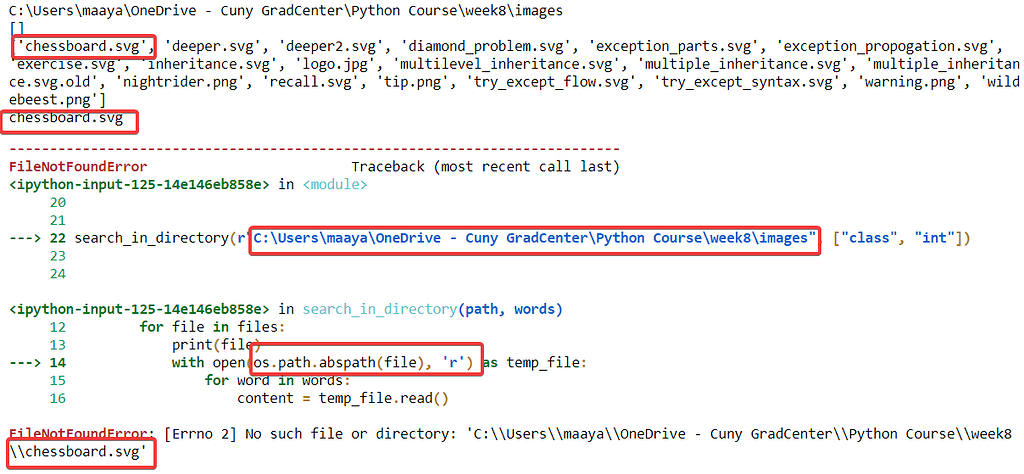 C:\Users\maaya\OneDrive - Cuny GradCenter\Python Course\week8\images
[]
['chessboard.svg', 'deeper.svg', 'deeper2.svg', 'diamond_problem.svg', 'exception_parts.svg', 'exception_propogation.svg',
'exercise.svg', 'inheritance.svg', 'logo.jpg', 'multilevel_inheritance.svg', 'multiple_inheritance.svg', 'multiple_inheritan
ce.svg.old', 'nightrider.png', 'recall.svg', 'tip.png', 'try_except_flow.svg', 'try_except_syntax.svg', 'warning.png', 'wild
ebeest.png']
chessboard.svg
---------------------------------------------------------------------------
FileNotFoundError                         Traceback (most recent call last)
<ipython-input-125-14e146eb858e> in <module>
     20
     21
---> 22 search_in_directory(r"C:\Users\maaya\OneDrive - Cuny GradCenter\Python Course\week8\images", ["class", "int"])
     23
     24
<ipython-input-125-14e146eb858e> in search_in_directory(path, words)
     12         for file in files:
     13             print(file)
---> 14             with open(os.path.abspath(file), 'r') as temp_file:
     15                 for word in words:
     16                     content = temp_file.read()
FileNotFoundError: [Errno 2] No such file or directory: 'C:\\Users\\maaya\\OneDrive - Cuny GradCenter\\Python Course\\week8
\\chessboard.svg'